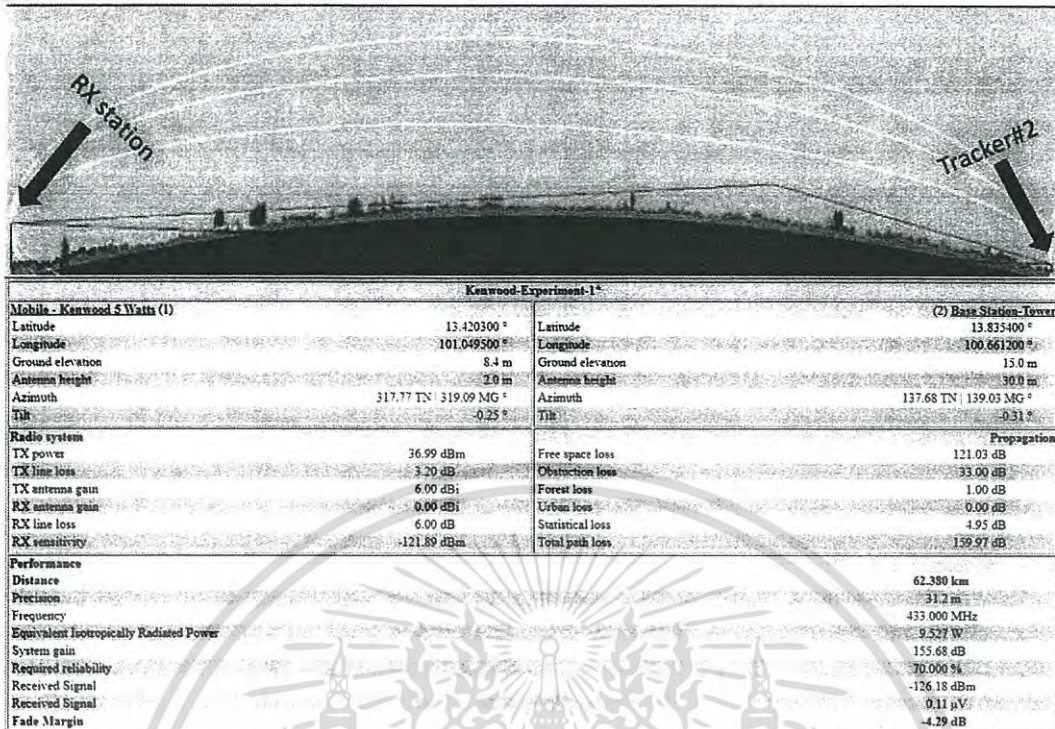 RX station
Tracker#2
Kenwood-Experiment-1*
Mobile - Kenwood 5 Watts (1) (2) Base Station-Tower
Latitude 13.420300 ° Latitude 13.835400 °
Longitude 101.049500 ° Longitude 100.661200 °
Ground elevation 8.4 m Ground elevation 15.0 m
Antenna height 2.0 m Antenna height 30.0 m
Azimuth 317.77 TN | 319.09 MG ° Azimuth 137.68 TN | 139.03 MG °
Tilt -0.25 ° Tilt -0.31 °
Radio system Propagation
TX power 36.99 dBm Free space loss 121.03 dB
TX line loss 3.20 dB Obstuction loss 33.00 dB
TX antenna gain 6.00 dBi Forest loss 1.00 dB
RX antenna gain 0.00 dBi Urban loss 0.00 dB
RX line loss 6.00 dB Statistical loss 4.95 dB
RX sensitivity -121.89 dBm Total path loss 159.97 dB
Performance
Distance 62.380 km
Precision 31.2 m
Frequency 433.000 MHz
Equivalent Isotropically Radiated Power 9.527 W
System gain 155.68 dB
Required reliability 70.000 %
Received Signal -126.18 dBm
Received Signal 0.11 µV
Fade Margin -4.29 dB